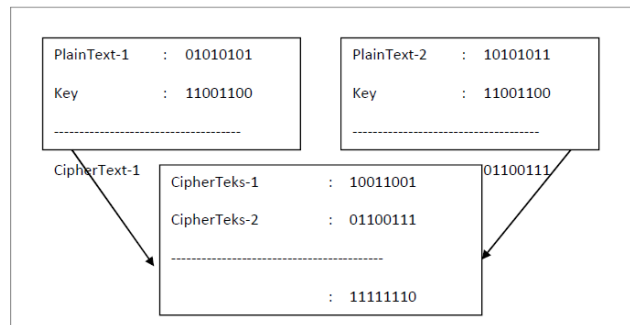 PlainText-1 : 01010101
Key : 11001100
-------------------------------------
CipherText-1
PlainText-2 : 10101011
Key : 11001100
-------------------------------------
01100111
CipherTeks-1 : 10011001
CipherTeks-2 : 01100111
------------------------------------------
: 11111110